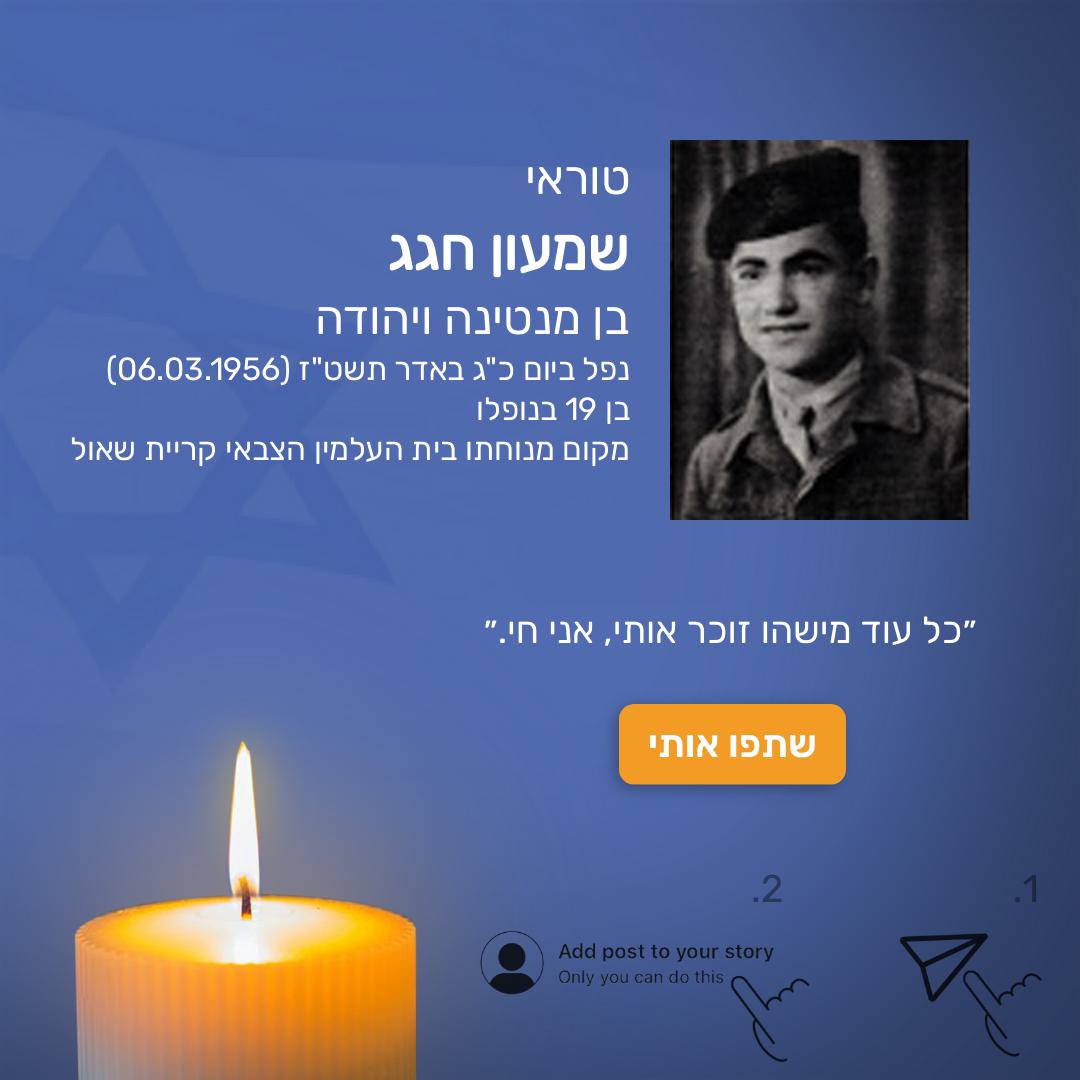 טוראי
שמעון חגג
בן מנטינה ויהודה
נפל ביום כ"ג באדר תשט"ז (06.03.1956)
בן 19 בנופלו
מקום מנוחתו בית העלמין הצבאי קריית שאול
״כל עוד מישהו זוכר אותי, אני חי.״
שתפו אותי
1.
2.
Add post to your story
Only you can do this